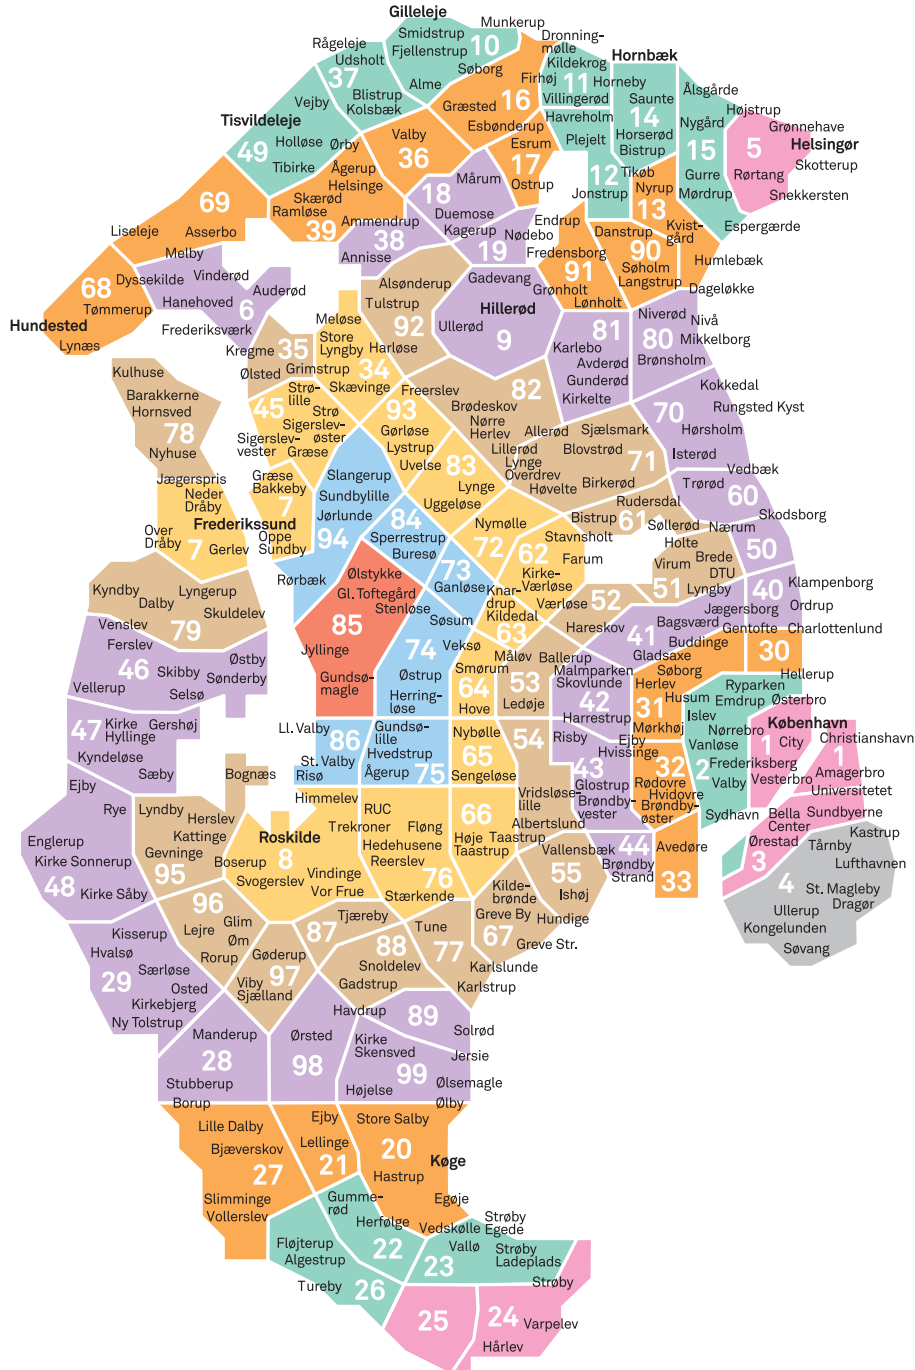 Gilleleje
Munkerup
Smidstrup
Fjellenstrup
10
Dronning-
mølle
Rågeleje
Udsholt
37
Søborg
Alme
Blistrup
Kolsbæk
Kildekrog
Firhøj
11
Horneby
Villingerød
Hornbæk
Saunte
14
Horserød
Bistrup
Ålsgårde
Højstrup
Nygård
15
Gurre
Mørdrup
Grønnehave
5
Helsingør
Skotterup
Rørtang
Snekkersten
Espergærde
Vejby
Tisvildeleje
Holløse
49
Tibirke
Ørby
Valby
36
16
Græsted
Esbønderup
Havreholm
Plejelt
12
Jonstrup
Esrum
17
Ostrup
Tikøb
Nyrup
13
Ågerup
Helsinge
Skærød
Ramløse
39
Mårum
18
Duemose
Kagerup
19
Nødebo
69
Liseleje
Asserbo
Melby
Ammendrup
38
Annisse
Endrup
Fredensborg
91
Grønholt
Lønholt
Danstrup
90
Søholm
Langstrup
Kvist-
gård
Humlebæk
Dageløkke
68
Dyssekilde
Tømmerup
Hundested
Lynæs
Vinderød
Auderød
Hanehoved
6
Frederiksværk
Alsønderup
Tulstrup
92
Harløse
Gadevang
Hillerød
Ullerød
9
81
Karlebo
Avderød
Gunderød
Kirkelte
Niverød
Nivå
80
Mikkelborg
Brønsholm
Meløse
Store
Lyngby
34
Skævinge
Kregme
35
Ølsted
Grimstrup
Kulhuse
Barakkerne
Hornsved
78
Nyhuse
Jægerspris
Strø-
lille
45
Strø
Sigerslev-
øster
Sigerslev-
vester
Græse
Freerslev
93
Gørløse
Lystrup
Uvelse
82
Brødeskov
Nørre
Herlev
Allerød
Sjælsmark
Lillerød
Lynge
Overdrev
Høvelte
Blovstrød
71
Birkerød
Kokkedal
70
Rungsted Kyst
Hørsholm
Isterød
Vedbæk
Trørød
60
Skodsborg
Neder
Dråby
Frederikssund
Over
Dråby
7
Gerlev
Græse
Bakkeby
7
Oppe
Sundby
Slangerup
Sundbylille
Jørlunde
94
Rørbæk
83
Lynge
Uggeløse
84
Sperrestrup
Buresø
Nymølle
72
73
Ganløse
62
Stavnsholt
Farum
Kirke-
Værløse
Rudersdal
Bistrup
61
Søllerød
Nærum
50
Holte
Virum
Brede
DTU
51
Lyngby
Værløse
52
Hareskov
40
Klampenborg
Ordrup
Jægersborg
Bagsværd
41
Buddinge
Gentofte
Charlottenlund
Gladsaxe
30
Hellerup
Kyndby
Lyngerup
Dalby
Skuldelev
79
Ølstykke
Gl. Toftegård
Stenløse
85
Jyllinge
Gundsø-
magle
Knar-
drup
Kildedal
Søsum
74
Veksø
Østrup
Herring-
løse
63
Måløv
Smørum
64
Hove
53
Ledøje
Ballerup
Malmparken
Skovlunde
42
Harrestrup
Søborg
Herlev
31
Husum
Mørkhøj
Islev
Ryparken
Emdrup
Østerbro
Nørrebro
Vanløse
2
Frederiksberg
Valby
København
1
City
Vesterbro
Christianshavn
1
Amagerbro
Universitetet
Sundbyerne
Venslev
Ferslev
46
Skibby
Østby
Sønderby
Vellerup
Selsø
47
Kirke
Hyllinge
Gershøj
Kyndeløse
Sæby
Ejby
Ll. Valby
86
St. Valby
Risø
Gundsø-
lille
Hvedstrup
Ågerup
75
Nybølle
65
Sengeløse
54
Risby
Ejby
Hvissinge
43
Glostrup
Brøndby-
vester
32
Rødovre
Hvidovre
Brøndby-
øster
Sydhavn
Bella
Center
Ørestad
3
Kastrup
Tårnby
Lufthavnen
4
St. Magleby
Dragør
Ullerup
Kongelunden
Søvang
Bognæs
Rye
Lyndby
Herslev
Kattinge
Gevninge
95
Himmelev
Roskilde
Boserup
8
Svogerslev
Vindinge
Vor Frue
RUC
Trekroner
Fløng
Hedehusene
Reerslev
76
Stærkende
66
Høje
Taastrup
Taastrup
Vridsløse-
lille
Albertslund
Vallensbæk
55
Ishøj
44
Brøndby
Strand
Avedøre
33
Englerup
Kirke Sonnerup
48
Kirke Såby
96
Glim
Lejre
Øm
Rorup
Kisserup
Hvalsø
29
Særløse
Osted
Kirkebjerg
Ny Tolstrup
Tjæreby
87
Gøderup
97
Viby
Sjælland
88
Snoldelev
Gadstrup
Tune
77
Kilde-
brønde
Greve By
67
Hundige
Greve Str.
Karlslunde
Karlstrup
Manderup
28
Stubberup
Borup
Ørsted
98
Havdrup
89
Solrød
Kirke
Skensved
Jersie
99
Højelse
Ølsemagle
Ølby
Lille Dalby
Bjæverskov
27
Slimminge
Vollerslev
Ejby
Lellinge
21
Store Salby
20
Køge
Hastrup
Egøje
Gumme-
rød
Herfølge
22
Vedskølle
Strøby
Egede
Vallø
23
Strøby
Ladeplads
Strøby
Fløjterup
Algestrup
Tureby
26
25
24
Varpelev
Hårlev